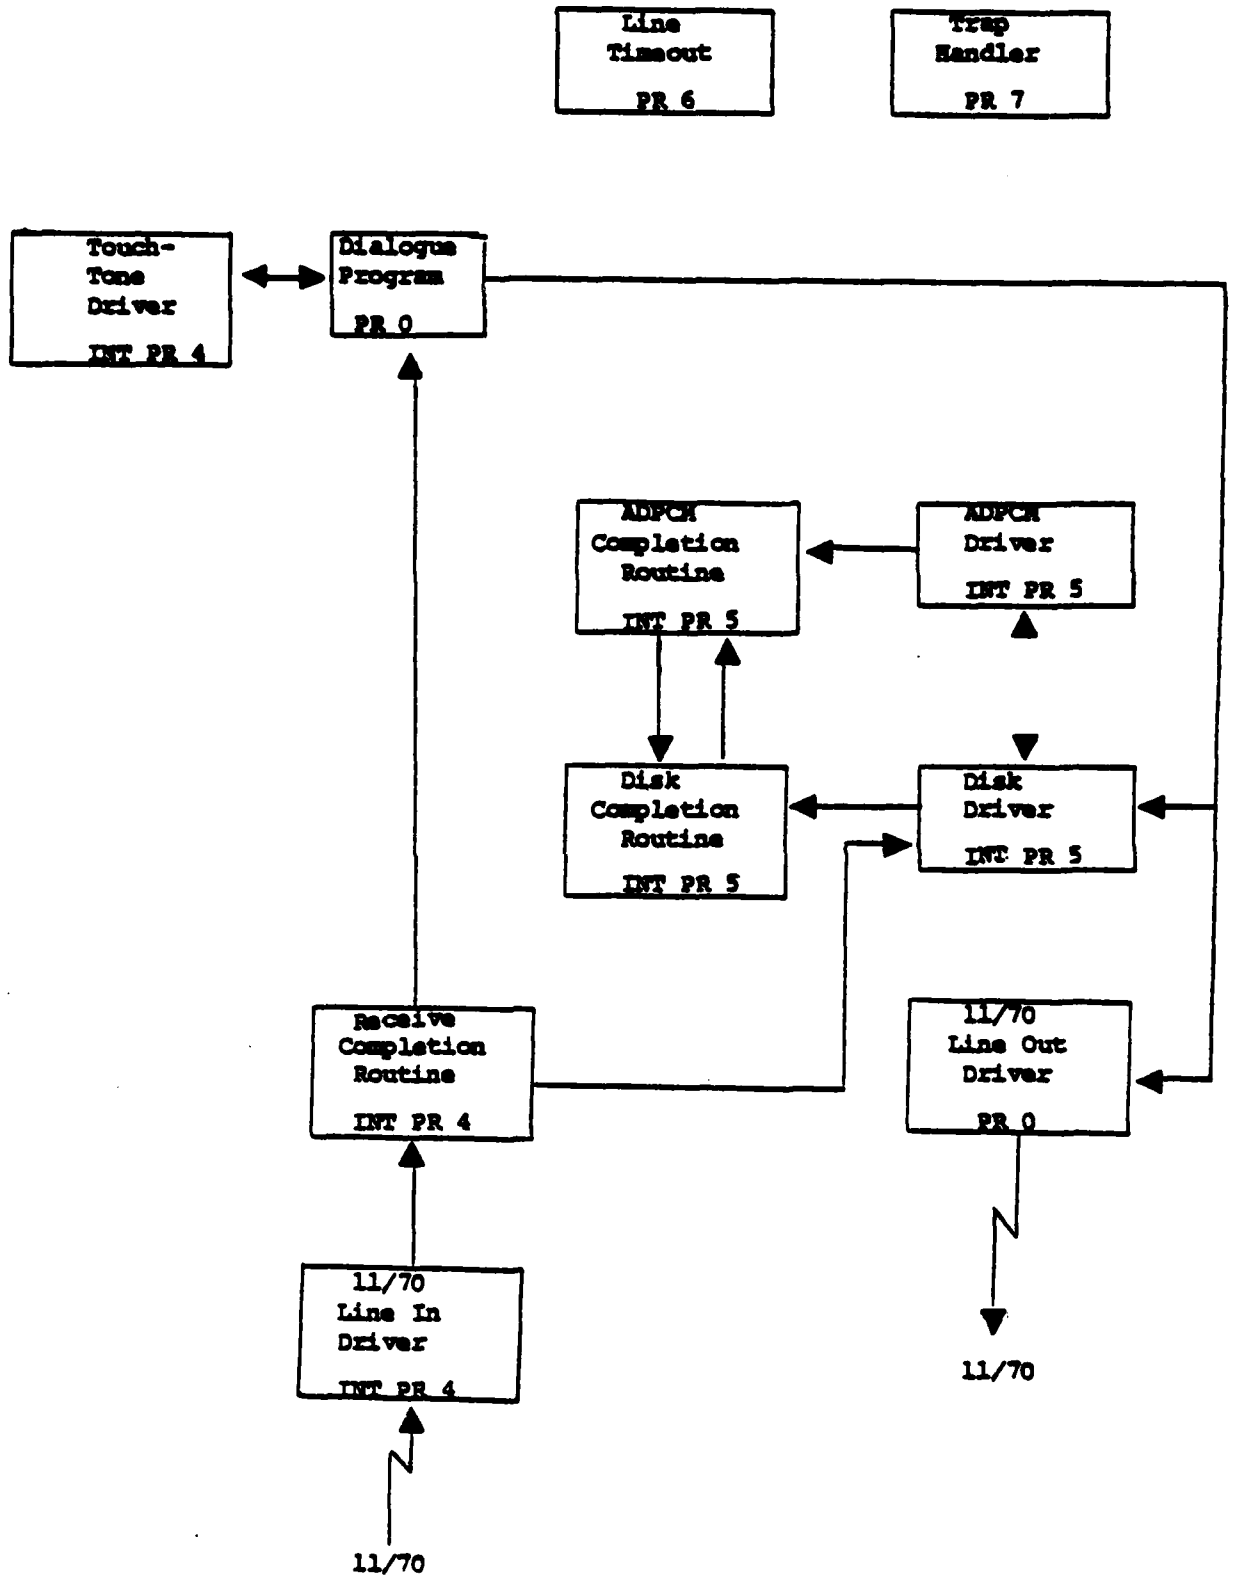 Line
Timeout
PR 6
Trap
Handler
PR 7
Touch-
Tone
Driver
INT PR 4
Dialogue
Program
PR 0
ADPCM
Completion
Routine
INT PR 5
ADPCM
Driver
INT PR 5
Disk
Completion
Routine
INT PR 5
Disk
Driver
INT PR 5
Receive
Completion
Routine
INT PR 4
11/70
Line Out
Driver
PR 0
11/70
Line In
Driver
INT PR 4
11/70
11/70